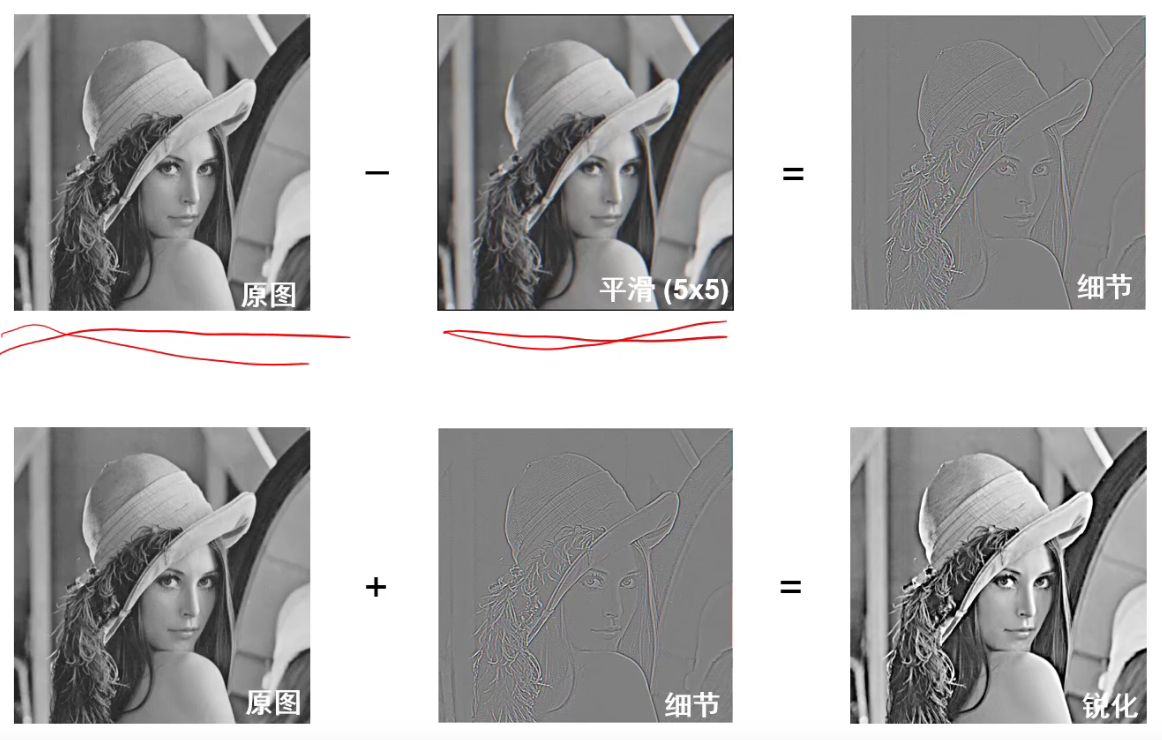 原图
−
平滑 (5x5)
=
细节
原图
+
细节
=
锐化